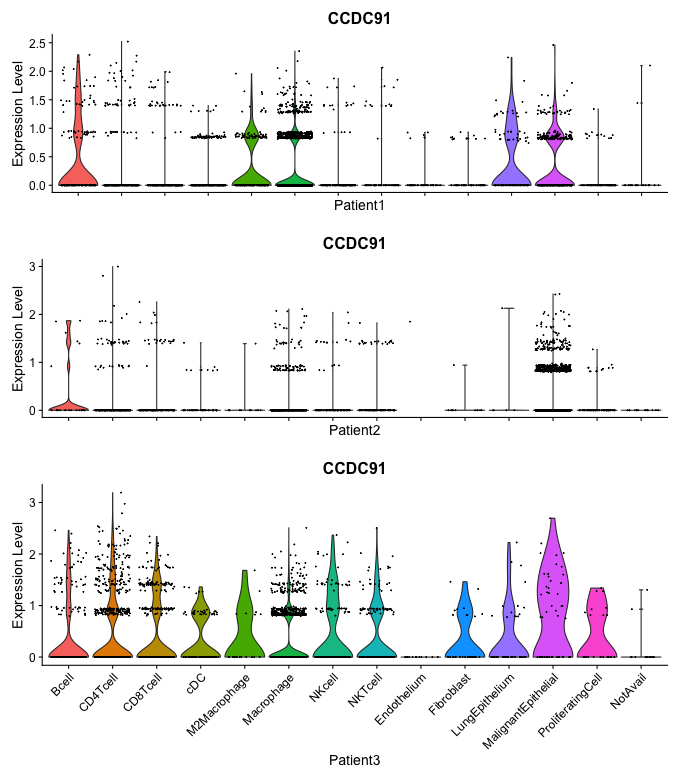 CCDC91
Expression Level
2.5
2.0
1.5
1.0
0.5
0.0
Patient1
CCDC91
Expression Level
3
2
1
0
Patient2
CCDC91
Expression Level
3
2
1
0
Bcell
CD4Tcell
CD8Tcell
cDC
M2Macrophage
Macrophage
NKcell
NKTcell
Endothelium
Fibroblast
LungEpithelium
MalignantEpithelial
ProliferatingCell
NotAvail
Patient3